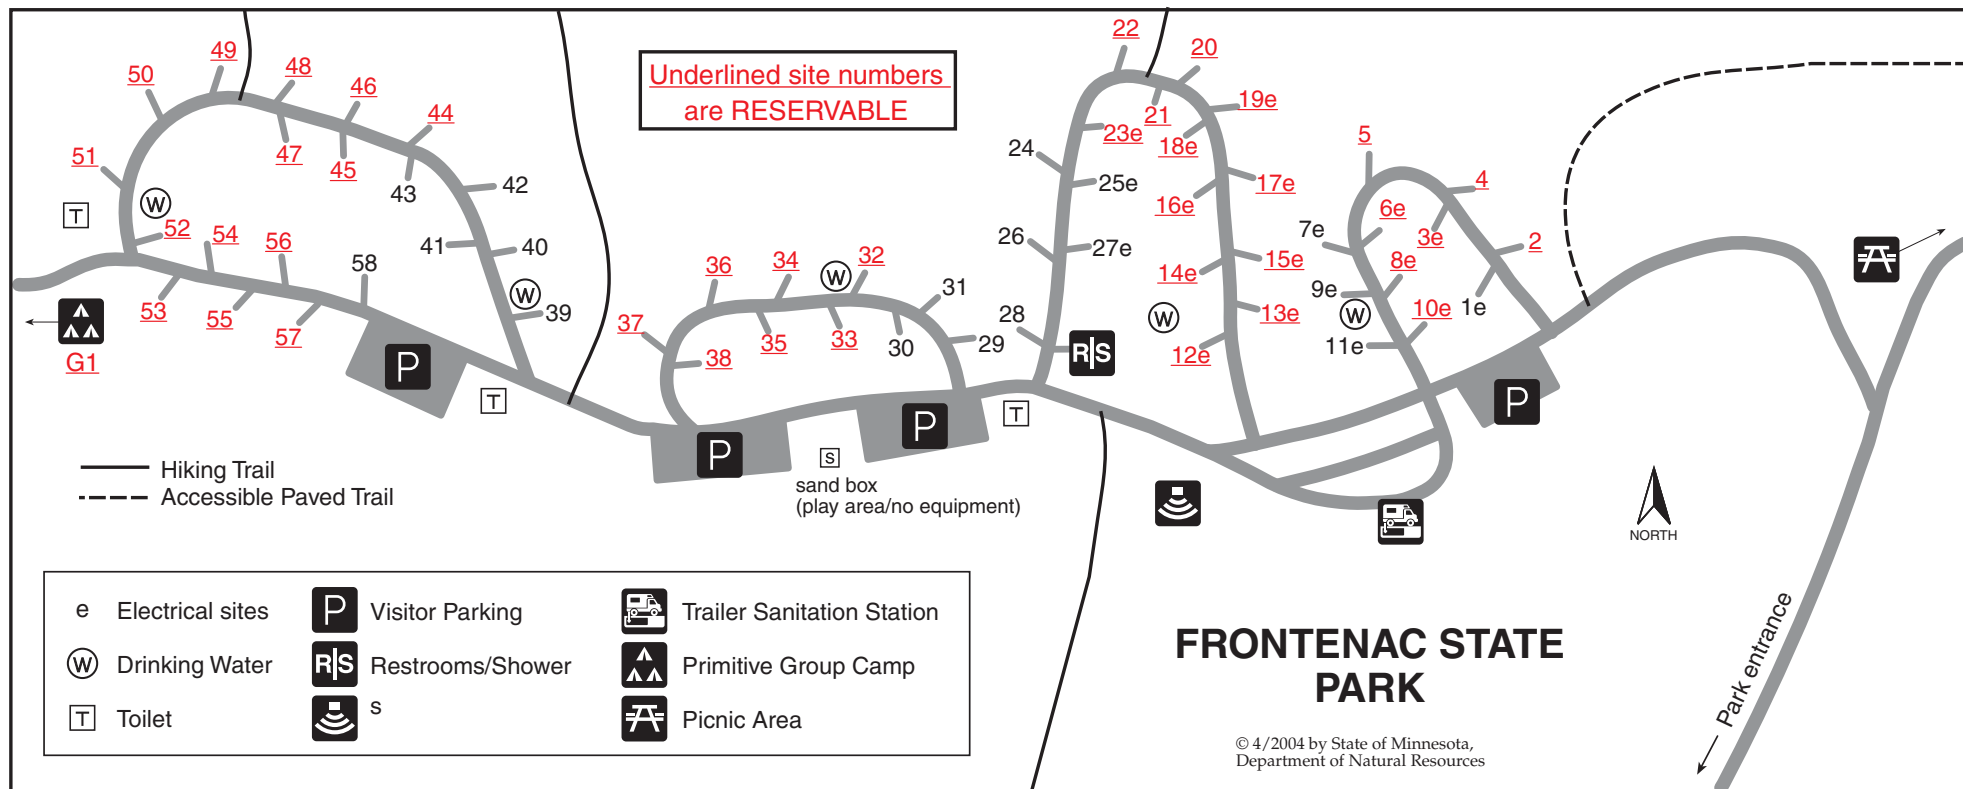 Underlined site numbers
are RESERVABLE
49
50
48
46
44
47
45
43
42
51
W
T
52
54
56
58
41
40
W
39
53
55
57
G1
P
T
36
34
W
32
31
37
38
35
33
30
29
P
P
T
S
sand box
(play area/no equipment)
22
20
19e
21
23e
18e
24
25e
17e
16e
26
27e
15e
14e
W
13e
28
R|S
12e
5
4
6e
3e
7e
2
8e
9e
W
10e
1e
11e
P
Hiking Trail
Accessible Paved Trail
NORTH
e Electrical sites
P Visitor Parking
Trailer Sanitation Station
W Drinking Water
R|S Restrooms/Shower
Primitive Group Camp
T Toilet
s
Picnic Area
FRONTENAC STATE
PARK
© 4/2004 by State of Minnesota,
Department of Natural Resources
Park entrance